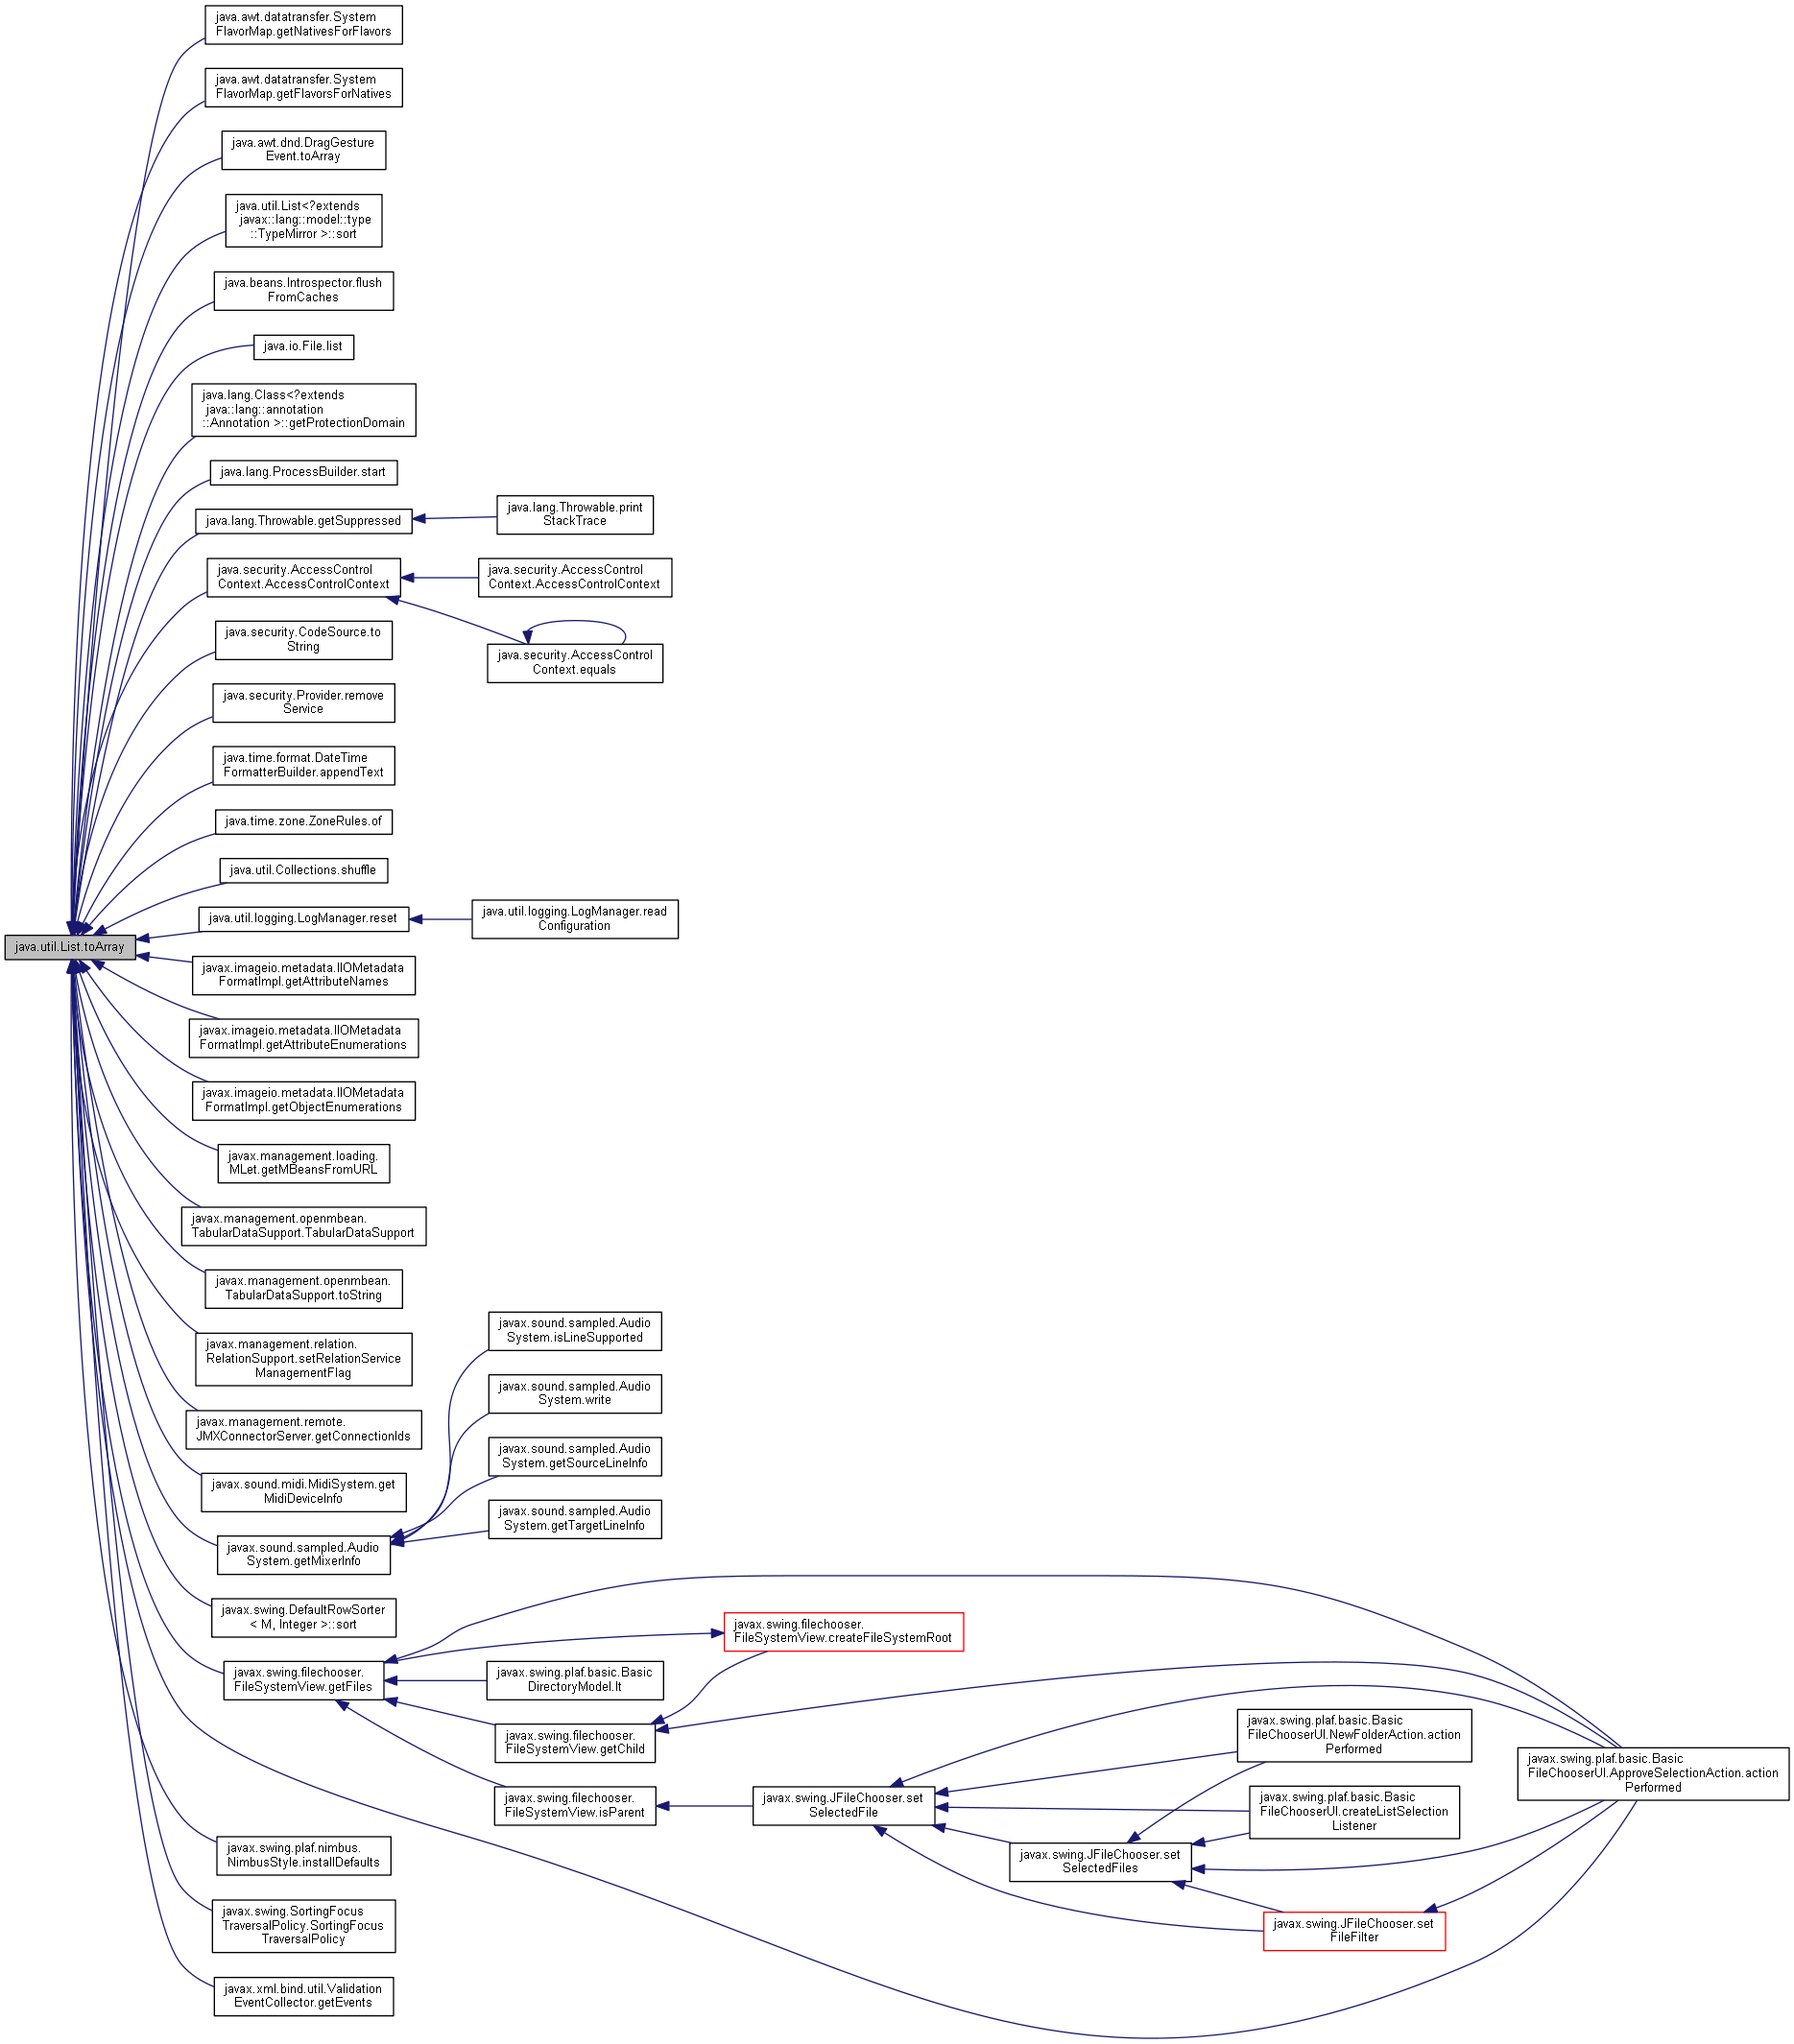 java.awt.datatransfer.System
FlavorMap.getNativesForFlavors
java.awt.datatransfer.System
FlavorMap.getFlavorsForNatives
java.awt.dnd.DragGesture
Event.toArray
java.util.List<?extends
javax::lang::model::type
::TypeMirror >::sort
java.beans.Introspector.flush
FromCaches
java.io.File.list
java.lang.Class<?extends
java::lang::annotation
::Annotation >::getProtectionDomain
java.lang.ProcessBuilder.start
java.lang.Throwable.getSuppressed
java.lang.Throwable.print
StackTrace
java.security.AccessControl
Context.AccessControlContext
java.security.AccessControl
Context.AccessControlContext
java.security.CodeSource.to
String
java.security.AccessControl
Context.equals
java.security.Provider.remove
Service
java.time.format.DateTime
FormatterBuilder.appendText
java.time.zone.ZoneRules.of
java.util.Collections.shuffle
java.util.logging.LogManager.reset
java.util.logging.LogManager.read
Configuration
java.util.List.toArray
javax.imageio.metadata.IIOMetadata
FormatImpl.getAttributeNames
javax.imageio.metadata.IIOMetadata
FormatImpl.getAttributeEnumerations
javax.imageio.metadata.IIOMetadata
FormatImpl.getObjectEnumerations
javax.management.loading.
MLet.getMBeansFromURL
javax.management.openmbean.
TabularDataSupport.TabularDataSupport
javax.management.openmbean.
TabularDataSupport.toString
javax.management.relation.
RelationSupport.setRelationService
ManagementFlag
javax.management.remote.
JMXConnectorServer.getConnectionIds
javax.sound.midi.MidiSystem.get
MidiDeviceInfo
javax.sound.sampled.Audio
System.isLineSupported
javax.sound.sampled.Audio
System.write
javax.sound.sampled.Audio
System.getSourceLineInfo
javax.sound.sampled.Audio
System.getTargetLineInfo
javax.sound.sampled.Audio
System.getMixerInfo
javax.swing.DefaultRowSorter
< M, Integer >::sort
javax.swing.filechooser.
FileSystemView.getFiles
javax.swing.filechooser.
FileSystemView.createFileSystemRoot
javax.swing.plaf.basic.Basic
DirectoryModel.lt
javax.swing.filechooser.
FileSystemView.getChild
javax.swing.filechooser.
FileSystemView.isParent
javax.swing.JFileChooser.set
SelectedFile
javax.swing.plaf.basic.Basic
FileChooserUI.NewFolderAction.action
Performed
javax.swing.plaf.basic.Basic
FileChooserUI.createListSelection
Listener
javax.swing.JFileChooser.set
SelectedFiles
javax.swing.JFileChooser.set
FileFilter
javax.swing.plaf.basic.Basic
FileChooserUI.ApproveSelectionAction.action
Performed
javax.swing.plaf.nimbus.
NimbusStyle.installDefaults
javax.swing.SortingFocus
TraversalPolicy.SortingFocus
TraversalPolicy
javax.xml.bind.util.Validation
EventCollector.getEvents